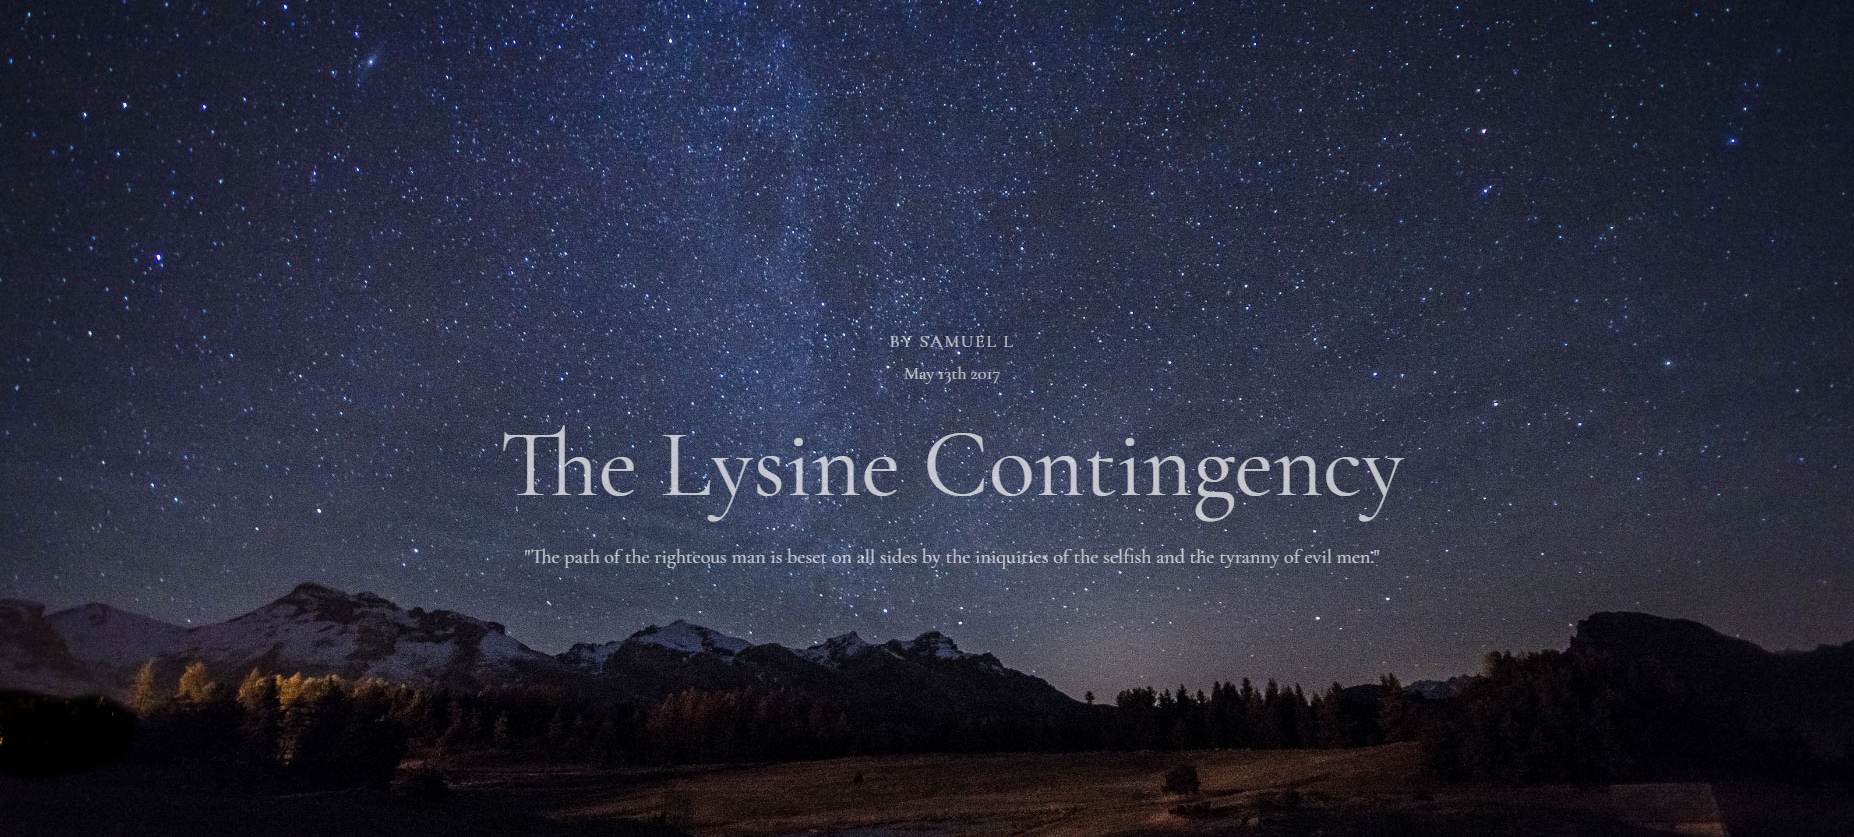 BY SAMUEL L
May 13th 2017
The Lysine Contingency
"The path of the righteous man is beset on all sides by the iniquities of the selfish and the tyranny of evil men."